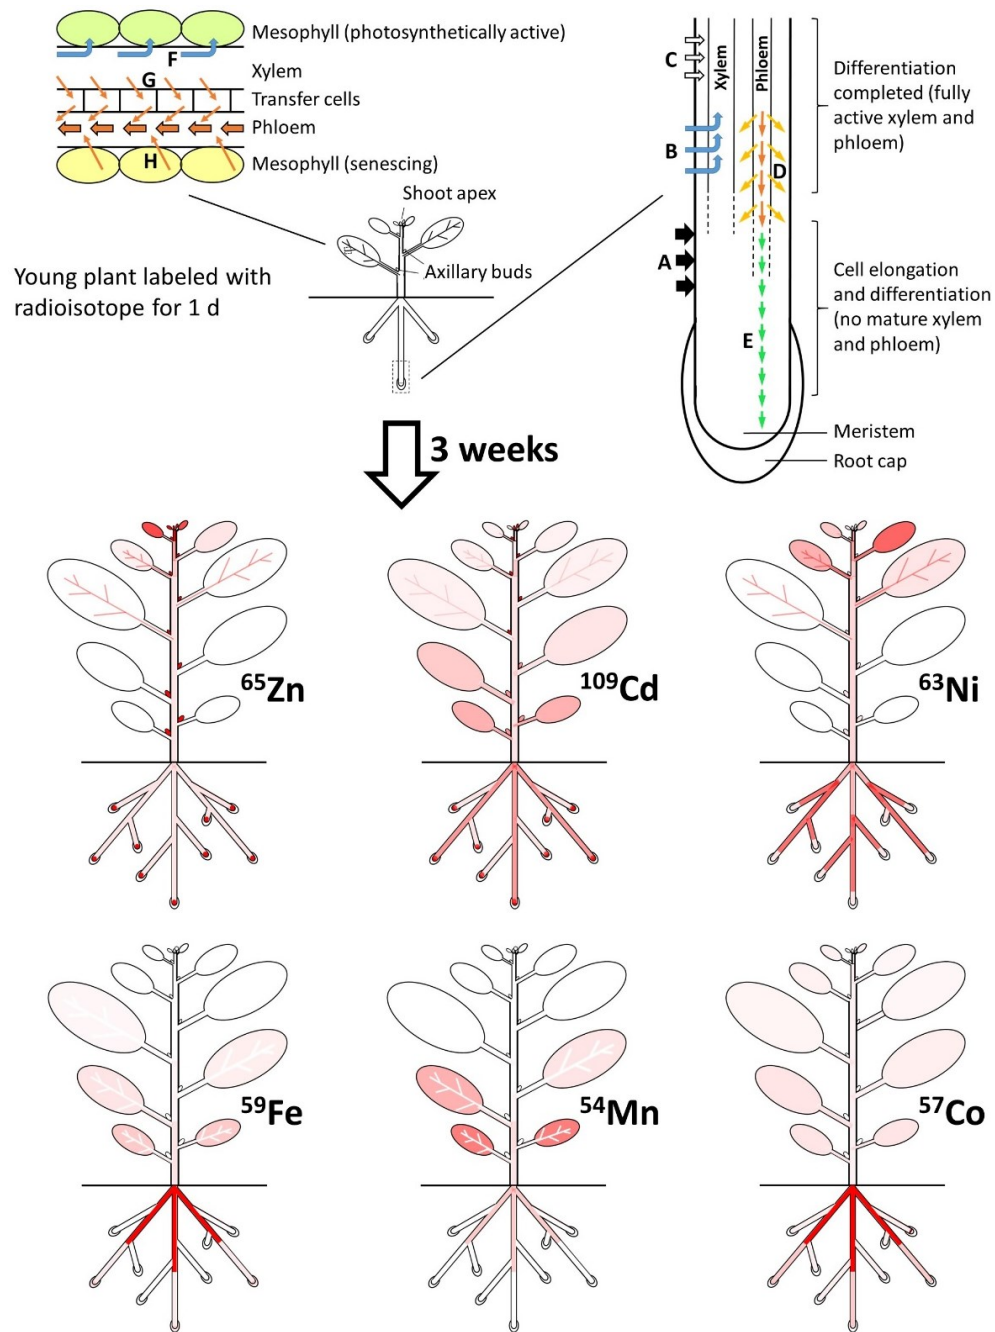 Mesophyll (photosynthetically active)
F
Xylem
G
Transfer cells
Phloem
H
Mesophyll (senescing)
Shoot apex
Axillary buds
Young plant labeled with
radioisotope for 1 d
C
Xylem
Phloem
B
D
A
E
Differentiation
completed (fully
active xylem and
phloem)
Cell elongation
and differentiation
(no mature xylem
and phloem)
Meristem
Root cap
3 weeks
65Zn
109Cd
63Ni
59Fe
54Mn
57Co